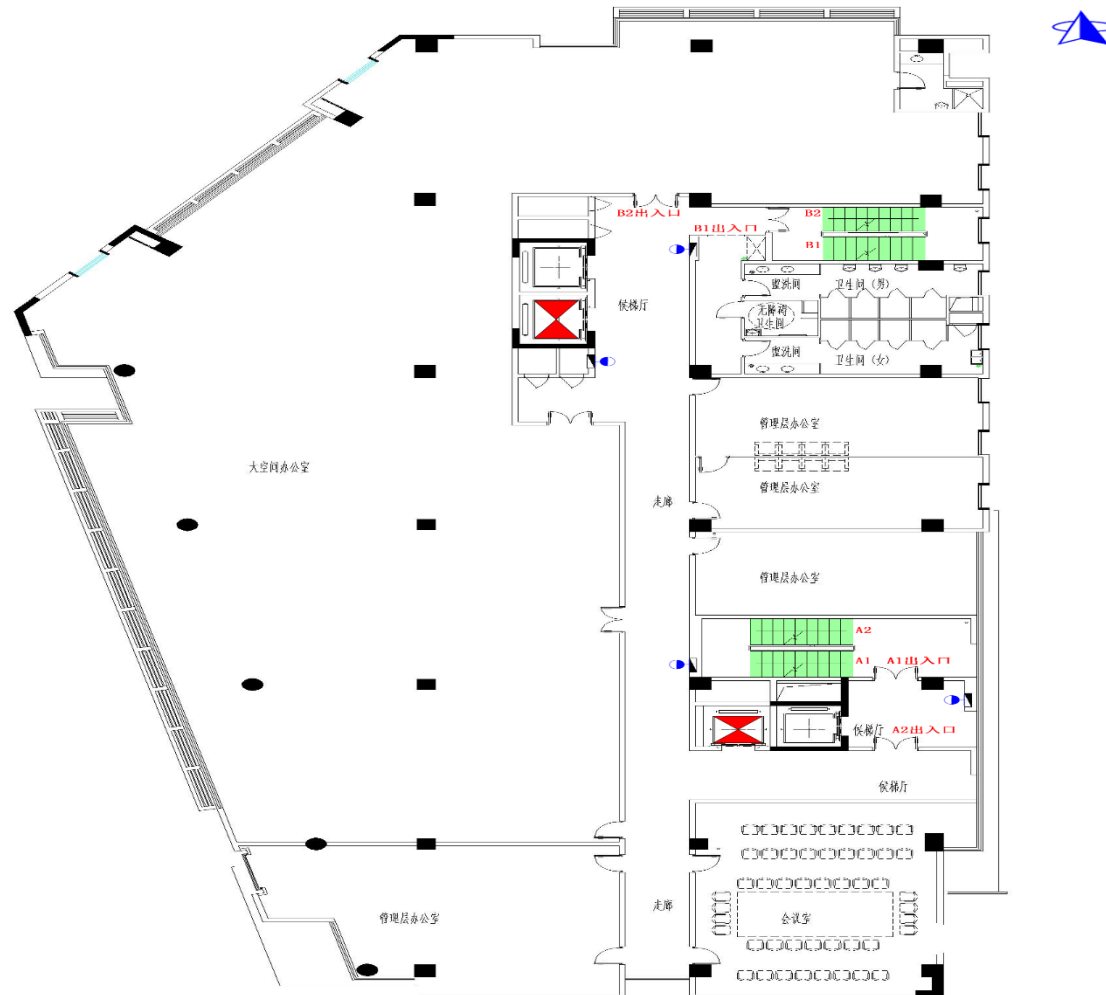 B2出入口
B2
B1出入口
B1
盥洗间
卫生间（男）
候梯厅
无障碍
卫生间
盥洗间
卫生间（女）
管理层办公室
大空间办公室
管理层办公室
走廊
管理层办公室
A2
A1
A1出入口
候梯厅
A2出入口
候梯厅
走廊
管理层办公室
会议室